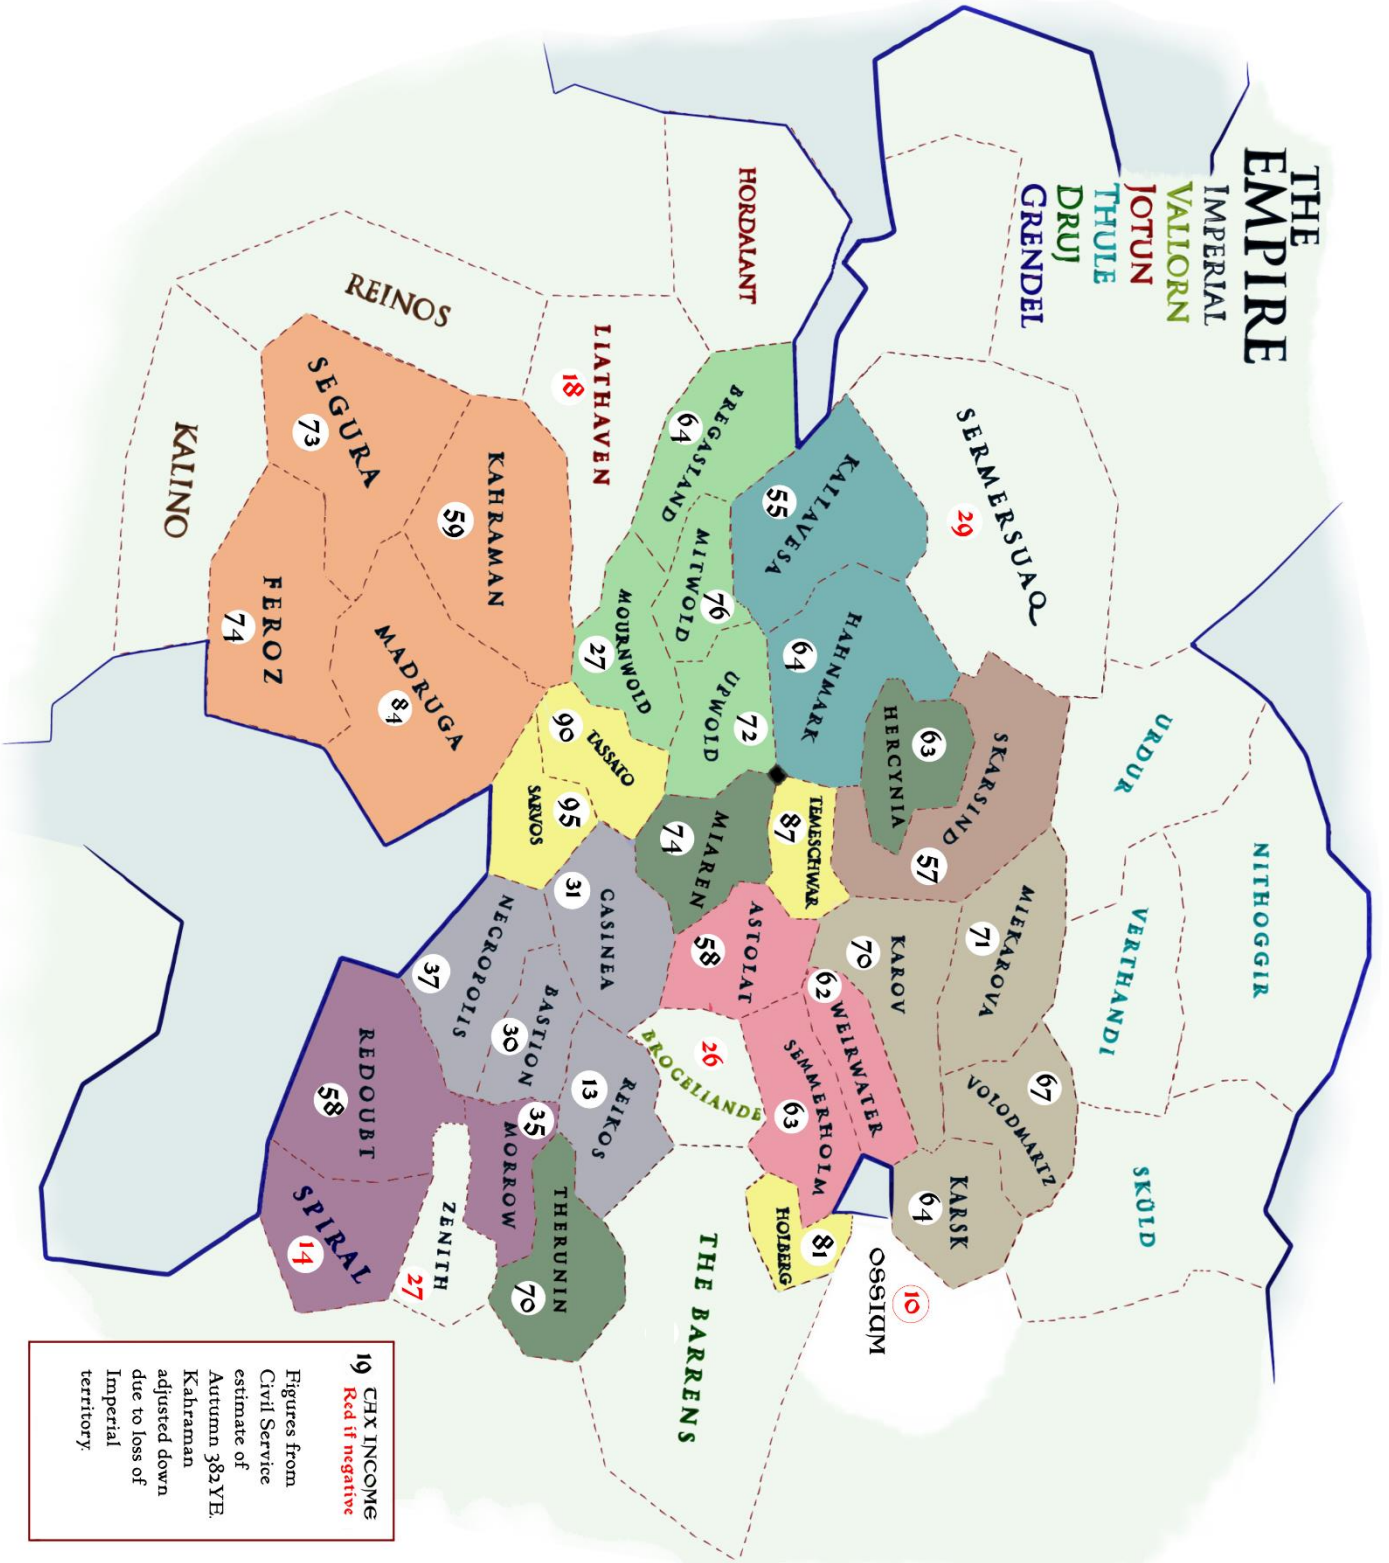 THE
EMPIRE
IMPERIAL
VALLORN
JOTUN
THULE
DRUJ
GRENDEL
NITHOGGIR
URDUR
VERTHANDI
SKÜLD
SERMERSUAQ
29
SKARSIND
57
MIEKAROVA
71
VOLODMARTZ
67
KARSK
64
KAROV
70
HERCYNIA
63
OSSIUM
10
KALLAVESA
55
HAHNMARK
64
TEMESCHWAR
87
WEIRWATER
62
SEMMERHOLM
63
HOLBERG
81
HORDALANT
BREGASLAND
64
MITWOLD
76
UPWOLD
72
MIAREN
74
ASTOLAT
58
BROCELIANDE
26
THE BARRENS
LIATHAVEN
18
MOURNWOLD
27
TASSATO
90
SARVOS
95
CASINEA
31
REIKOS
13
THERUNIN
70
KAHRAMAN
59
NECROPOLIS
37
BASTION
30
MORROW
35
ZENITH
27
REINOS
SEGURA
73
MADRUGA
84
REDOUBT
58
SPIRAL
14
FEROZ
74
KALINO
19 TAX INCOME
Red if negative
Figures from
Civil Service
estimate of
Autumn 382YE.
Kahraman
adjusted down
due to loss of
Imperial
territory.